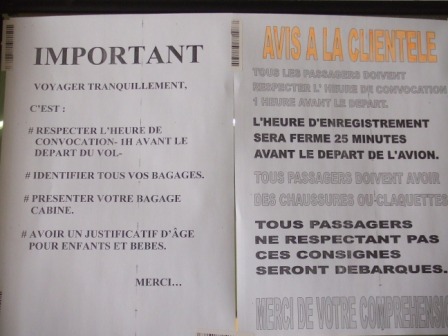 IMPORTANT
VOYAGER TRANQUILLEMENT,
C'EST :
# RESPECTER L'HEURE DE
CONVOCATION- 1H AVANT LE
DEPART DU VOL-
# IDENTIFIER TOUS VOS BAGAGES.
# PRESENTER VOTRE BAGAGE
CABINE.
# AVOIR UN JUSTIFICATIF D'ÂGE
POUR ENFANTS ET BEBES.
MERCI...
AVIS A LA CLIENTELE
TOUS LES PASSAGERS DOIVENT
RESPECTER L' HEURE DE CONVOCATION
1 HEURE AVANT LE DEPART.
L'HEURE D'ENREGISTREMENT
SERA FERME 25 MINUTES
AVANT LE DEPART DE L'AVION.
TOUS PASSAGERS DOIVENT AVOIR
DES CHAUSSURES OU CLAQUETTES
TOUS PASSAGERS
NE RESPECTANT PAS
CES CONSIGNES
SERONT DEBARQUES.
MERCI DE VOTRE COMPREHENS